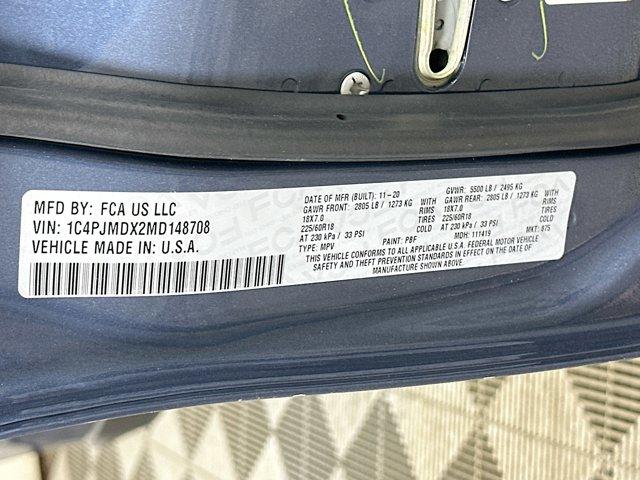 MFD BY: FCA US LLC
VIN: 1C4PJMDX2MD148708
VEHICLE MADE IN: U.S.A.
DATE OF MFR (BUILT): 11-20
GAWR FRONT: 2805 LB / 1273 KG WITH
18X7.0 RIMS
225/60R18 TIRES
AT 230 kPa / 33 PSI COLD
TYPE: MPV PAINT: PBF
GVWR: 5500 LB / 2495 KG
GAWR REAR: 2805 LB / 1273 KG WITH
18X7.0 RIMS
225/60R18 TIRES
AT 230 kPa / 33 PSI COLD
MDH: 111419 MKT: 875
THIS VEHICLE CONFORMS TO ALL APPLICABLE U.S.A. FEDERAL MOTOR VEHICLE
SAFETY AND THEFT PREVENTION STANDARDS IN EFFECT ON THE DATE OF
MANUFACTURE SHOWN ABOVE.